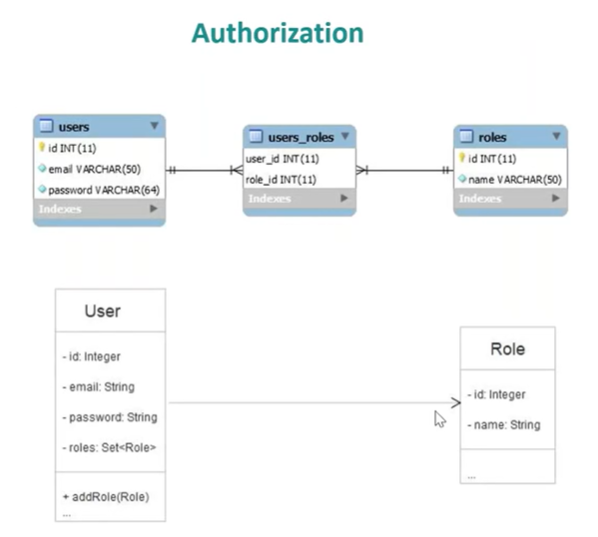 Authorization
users
id INT(11)
email VARCHAR(50)
password VARCHAR(64)
Indexes
users_roles
user_id INT(11)
role_id INT(11)
Indexes
roles
id INT(11)
name VARCHAR(50)
Indexes
User
- id: Integer
- email: String
- password: String
- roles: Set<Role>
+ addRole(Role)
...
Role
- id: Integer
- name: String
...